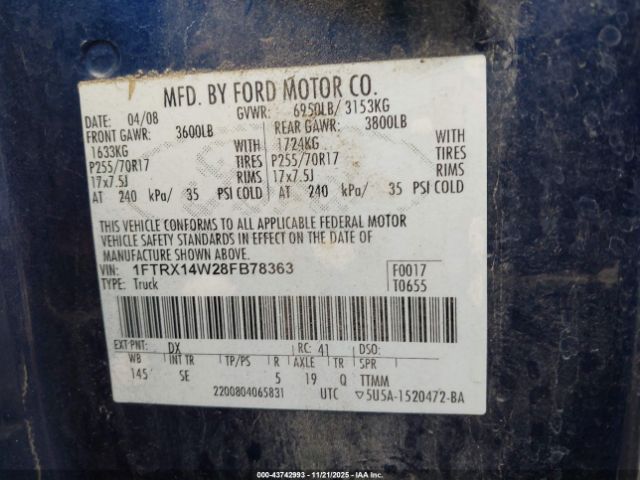 MFD. BY FORD MOTOR CO.
DATE: 04/08 GVWR: 6950LB/ 3153KG
FRONT GAWR: 3600LB REAR GAWR: 3800LB
1633KG WITH 1724KG WITH
P255/70R17 TIRES P255/70R17 TIRES
17x7.5J RIMS 17x7.5J RIMS
AT 240 kPa/ 35 PSI COLD AT 240 kPa/ 35 PSI COLD
THIS VEHICLE CONFORMS TO ALL APPLICABLE FEDERAL MOTOR
VEHICLE SAFETY STANDARDS IN EFFECT ON THE DATE OF
MANUFACTURE SHOWN ABOVE.
VIN: 1FTRX14W28FB78363 F0017
TYPE: Truck T0655
EXT PNT: DX RC: 41 DSO:
WB INT TR TP/PS R AXLE TR SPR
145 SE 5 19 Q TTMM
2200804065831 UTC ▽5U5A-1520472-BA
000-43742993 - 11/21/2025 - IAAI.com